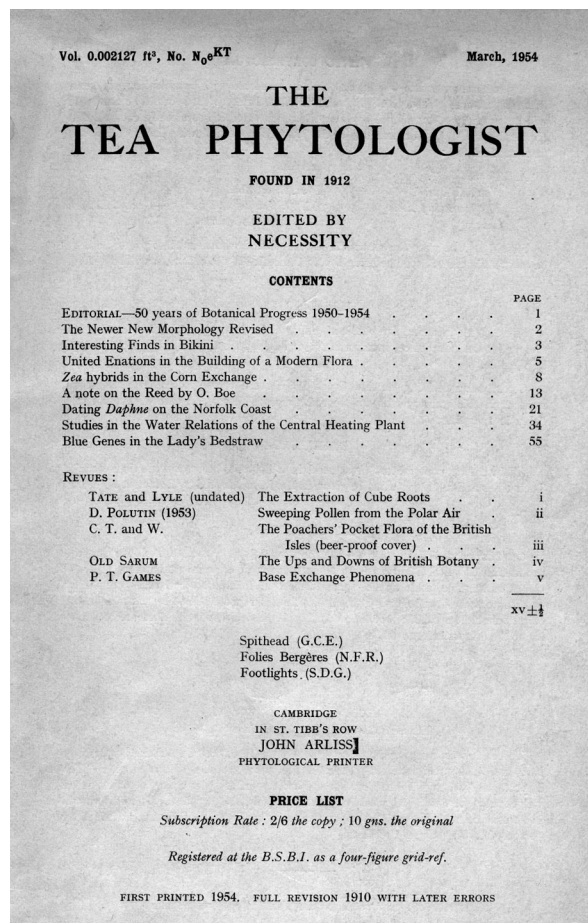 Vol. 0.002127 ft³, No. N₀eᴷᵀ March, 1954
THE
TEA PHYTOLOGIST
FOUND IN 1912
EDITED BY
NECESSITY
CONTENTS
PAGE
EDITORIAL—50 years of Botanical Progress 1950–1954 . . . . 1
The Newer New Morphology Revised . . . . . . . 2
Interesting Finds in Bikini . . . . . . . . 3
United Enations in the Building of a Modern Flora . . . . . 5
Zea hybrids in the Corn Exchange . . . . . . . . 8
A note on the Reed by O. Boe . . . . . . . 13
Dating Daphne on the Norfolk Coast . . . . . . 21
Studies in the Water Relations of the Central Heating Plant . . . 34
Blue Genes in the Lady's Bedstraw . . . . . . . 55
REVUES :
TATE and LYLE (undated) The Extraction of Cube Roots . . i
D. POLUTIN (1953) Sweeping Pollen from the Polar Air . ii
C. T. and W. The Poachers' Pocket Flora of the British
Isles (beer-proof cover) . . . iii
OLD SARUM The Ups and Downs of British Botany . iv
P. T. GAMES Base Exchange Phenomena . . . v
xv±½
Spithead (G.C.E.)
Folies Bergères (N.F.R.)
Footlights (S.D.G.)
CAMBRIDGE
IN ST. TIBB'S ROW
JOHN ARLISS]
PHYTOLOGICAL PRINTER
PRICE LIST
Subscription Rate : 2/6 the copy ; 10 gns. the original
Registered at the B.S.B.I. as a four-figure grid-ref.
FIRST PRINTED 1954. FULL REVISION 1910 WITH LATER ERRORS